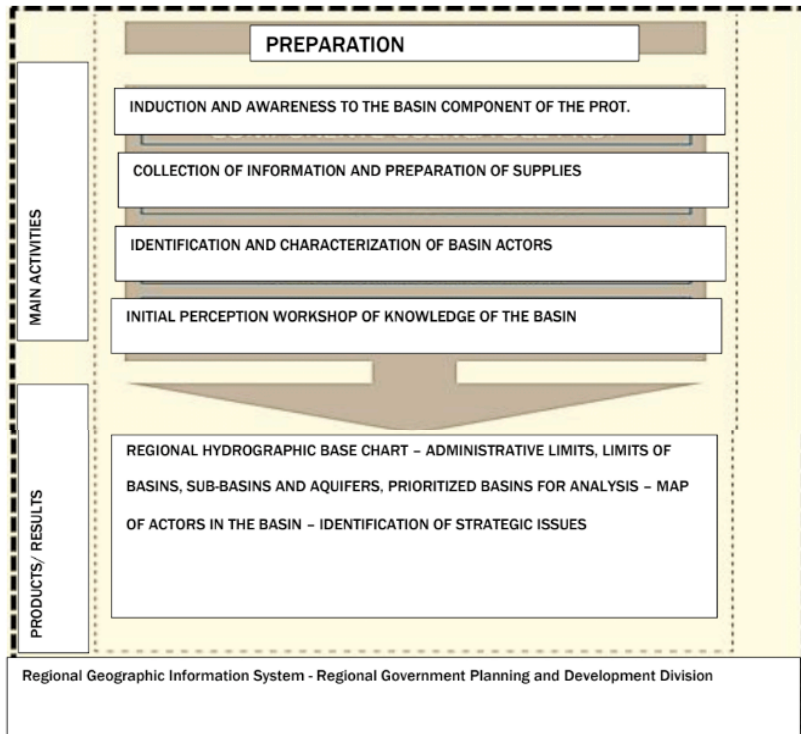 PREPARATION
MAIN ACTIVITIES
INDUCTION AND AWARENESS TO THE BASIN COMPONENT OF THE PROT.
COLLECTION OF INFORMATION AND PREPARATION OF SUPPLIES
IDENTIFICATION AND CHARACTERIZATION OF BASIN ACTORS
INITIAL PERCEPTION WORKSHOP OF KNOWLEDGE OF THE BASIN
PRODUCTS/ RESULTS
REGIONAL HYDROGRAPHIC BASE CHART – ADMINISTRATIVE LIMITS, LIMITS OF
BASINS, SUB-BASINS AND AQUIFERS, PRIORITIZED BASINS FOR ANALYSIS – MAP
OF ACTORS IN THE BASIN – IDENTIFICATION OF STRATEGIC ISSUES
Regional Geographic Information System - Regional Government Planning and Development Division